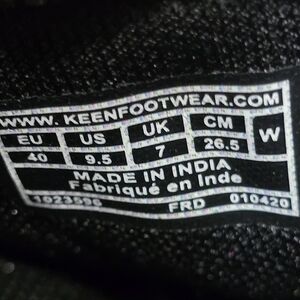 WWW. KEENFOOTWEAR.COM
EU US UK CM W
40 9.5 7 26.5
MADE IN INDIA
Fabriqué en Inde
FRD 010420